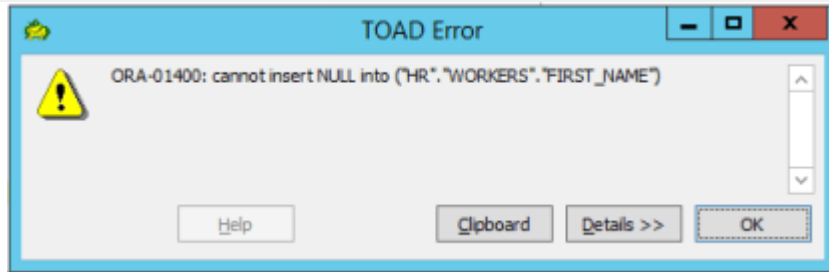 TOAD Error
ORA-01400: cannot insert NULL into ("HR"."WORKERS"."FIRST_NAME")
Help
Clipboard
Details >>
OK